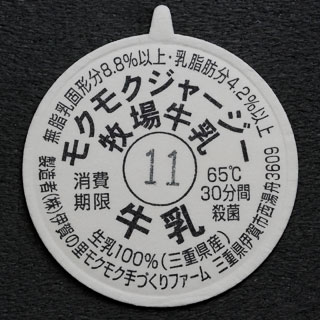 無脂乳固形分8.8%以上・乳脂肪分4.2%以上
モクモクジャージー
牧場牛乳
消費
期限
11
65℃
30分間
殺菌
牛乳
生乳100%(三重県産)
製造者(株)伊賀の里モクモク手づくりファーム 三重県伊賀市西湯舟3609